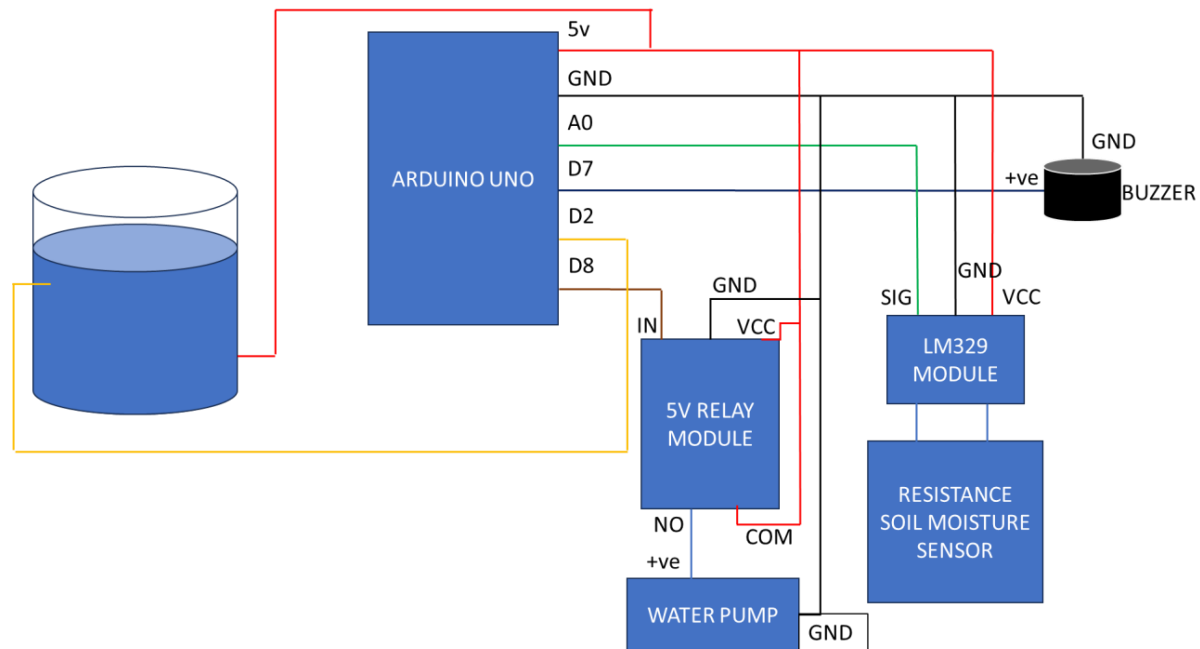 5v
GND
A0
D7
D2
D8
ARDUINO UNO
GND
+ve
BUZZER
GND
SIG
VCC
LM329
MODULE
RESISTANCE
SOIL MOISTURE
SENSOR
GND
IN
VCC
5V RELAY
MODULE
NO
COM
+ve
WATER PUMP
GND